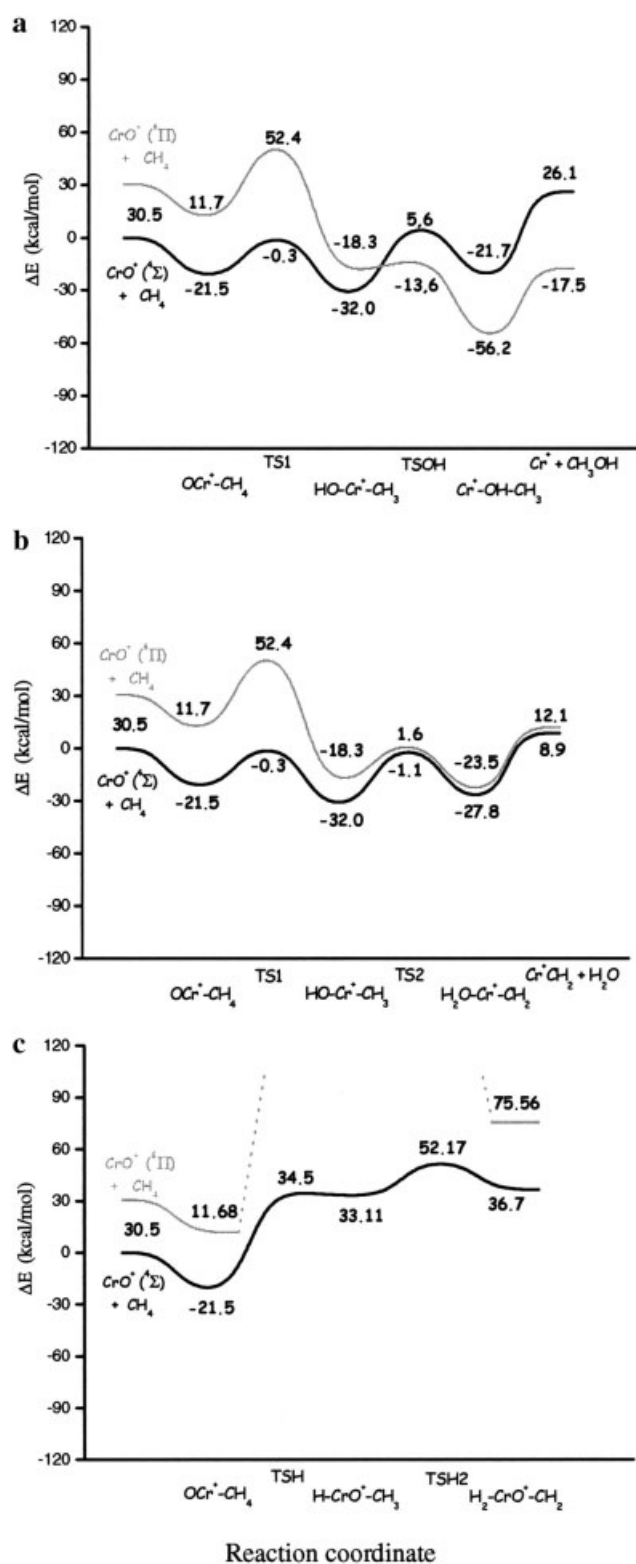 a
120
90
60
30
0
-30
-60
-90
-120
ΔE (kcal/mol)
CrO⁺ (⁶Π)
+ CH₄
30.5
CrO⁺ (⁴Σ)
+ CH₄
11.7
-21.5
52.4
-0.3
-18.3
-32.0
5.6
-13.6
-21.7
-56.2
26.1
-17.5
OCr⁺-CH₄
TS1
HO-Cr⁺-CH₃
TSOH
Cr⁺-OH-CH₃
Cr⁺ + CH₃OH
b
120
90
60
30
0
-30
-60
-90
-120
ΔE (kcal/mol)
CrO⁺ (⁶Π)
+ CH₄
30.5
CrO⁺ (⁴Σ)
+ CH₄
11.7
-21.5
52.4
-0.3
-18.3
-32.0
1.6
-1.1
-23.5
-27.8
12.1
8.9
OCr⁺-CH₄
TS1
HO-Cr⁺-CH₃
TS2
H₂O-Cr⁺-CH₂
Cr⁺CH₂ + H₂O
c
120
90
60
30
0
-30
-60
-90
-120
ΔE (kcal/mol)
CrO⁺ (⁶Π)
+ CH₄
30.5
CrO⁺ (⁴Σ)
+ CH₄
11.68
-21.5
34.5
33.11
52.17
75.56
36.7
OCr⁺-CH₄
TSH
H-CrO⁺-CH₃
TSH2
H₂-CrO⁺-CH₂
Reaction coordinate